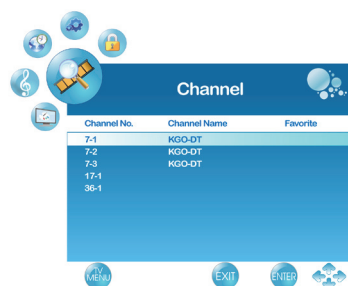 Channel
Channel No. Channel Name Favorite
7-1 KGO-DT
7-2 KGO-DT
7-3 KGO-DT
17-1
36-1
TV MENU EXIT ENTER